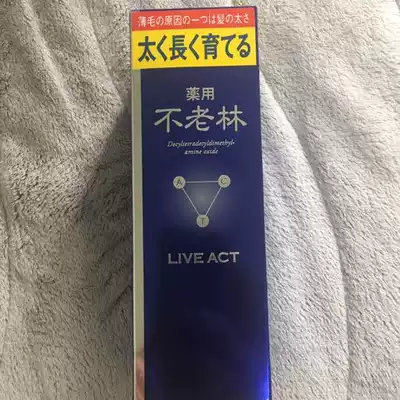 薄毛の原因の一つは髪の太さ
太く長く育てる
薬用
不老林
Decyltetradecyldimethyl-
amine oxide
A C
T
LIVE ACT